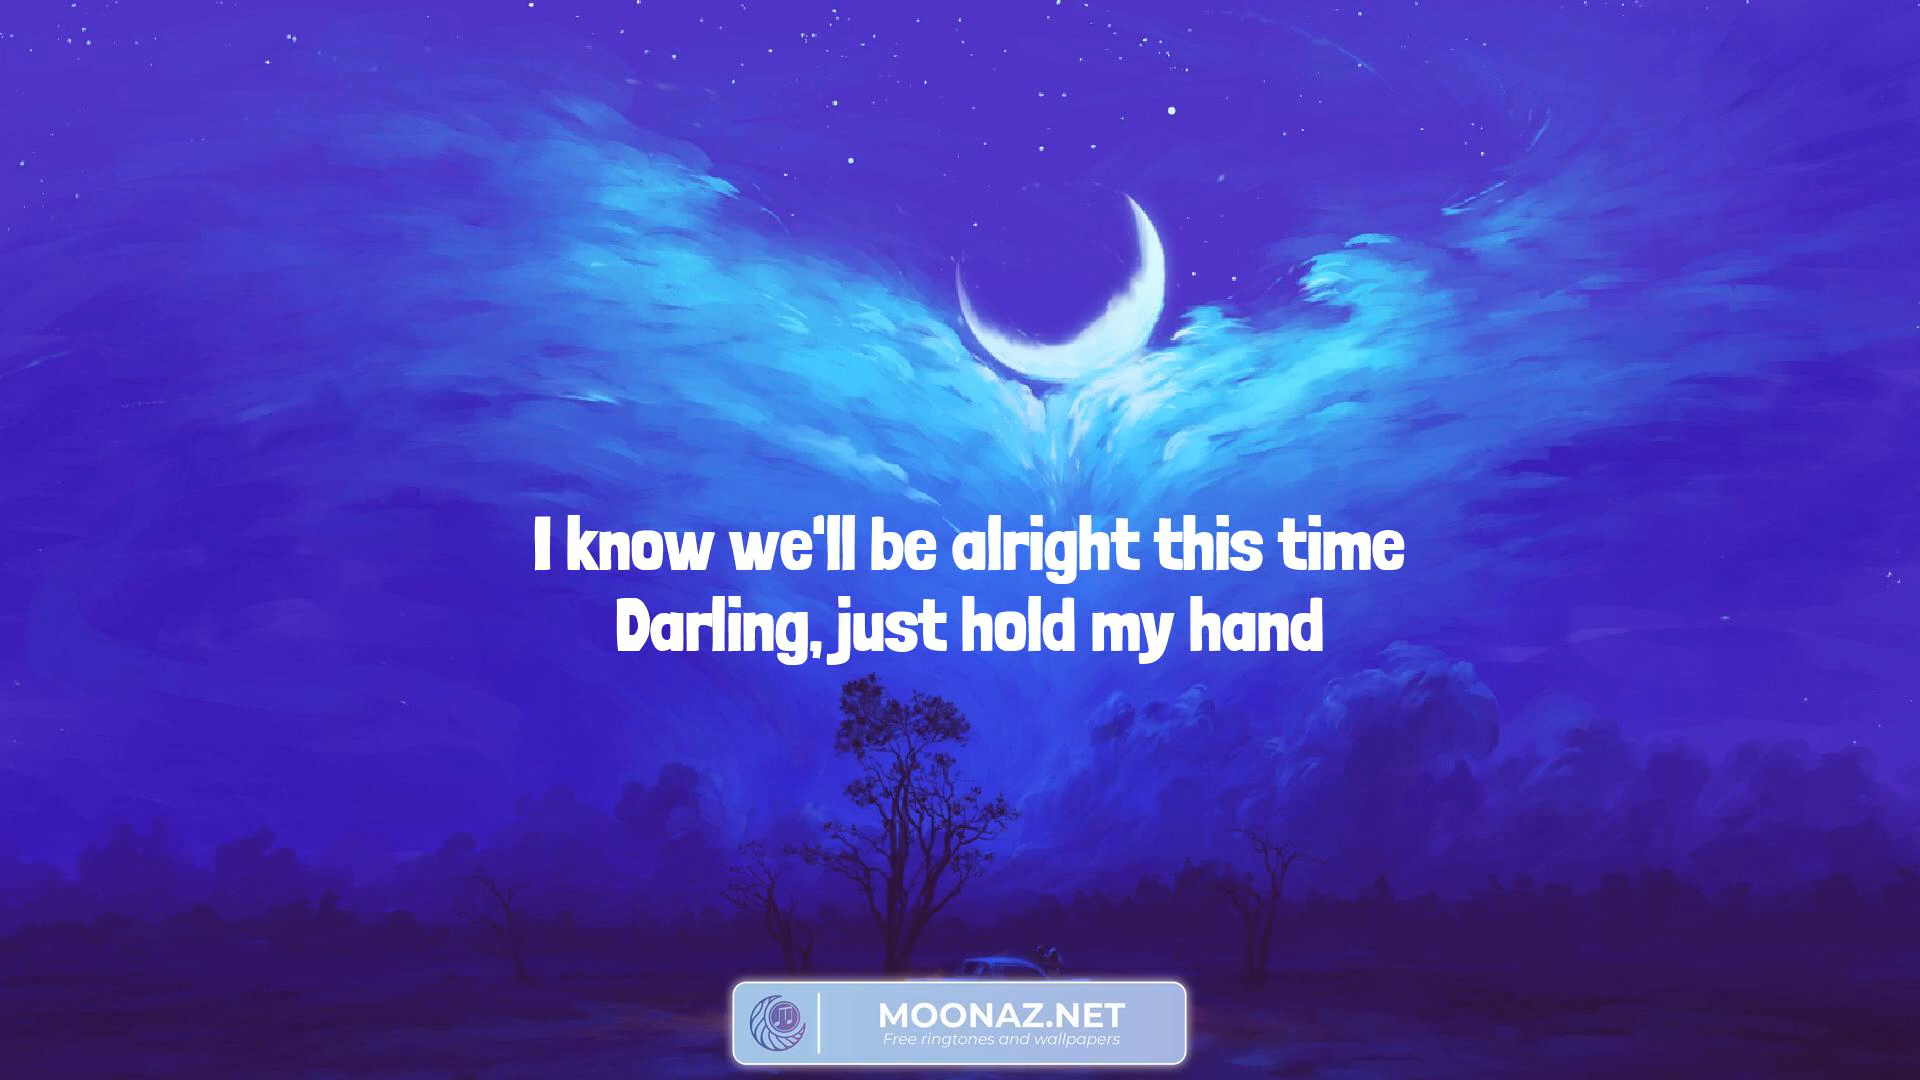 I know we'll be alright this time
Darling, just hold my hand
MOONAZ.NET
Free ringtones and wallpapers